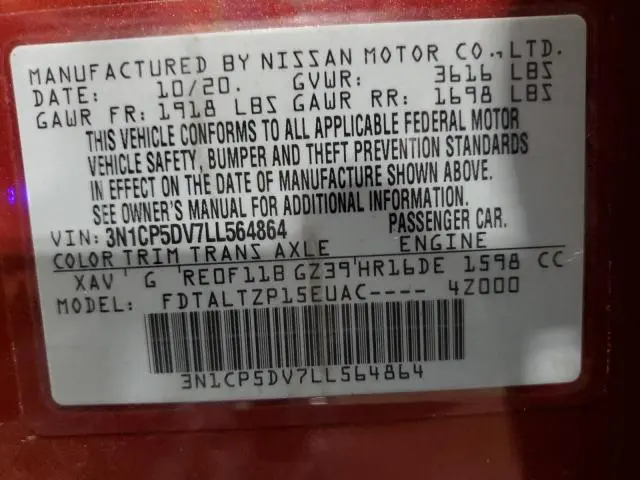 MANUFACTURED BY NISSAN MOTOR CO.,LTD.
DATE: 10/20. GVWR: 3616 LBS
GAWR FR: 1918 LBS GAWR RR: 1698 LBS
THIS VEHICLE CONFORMS TO ALL APPLICABLE FEDERAL MOTOR
VEHICLE SAFETY, BUMPER AND THEFT PREVENTION STANDARDS
IN EFFECT ON THE DATE OF MANUFACTURE SHOWN ABOVE.
SEE OWNER'S MANUAL FOR ADDITIONAL INFORMATION.
VIN: 3N1CP5DV7LL564864 PASSENGER CAR.
COLOR TRIM TRANS AXLE ENGINE
XAV G RE0F11B GZ39 HR16DE 1598 CC
MODEL: FDTALTZP15EUAC---- 4Z000
3N1CP5DV7LL564864